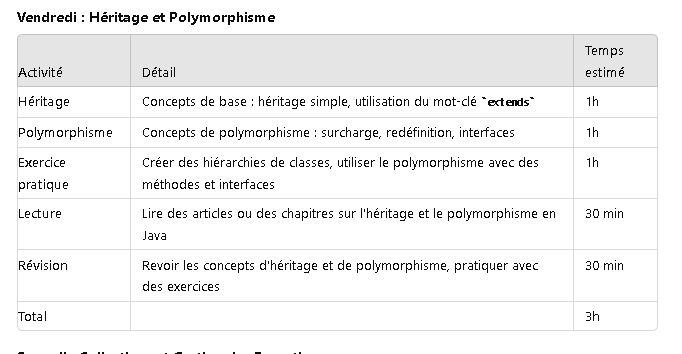 Vendredi : Héritage et Polymorphisme
Activité Détail Temps estimé
Héritage Concepts de base : héritage simple, utilisation du mot-clé `extends` 1h
Polymorphisme Concepts de polymorphisme : surcharge, redéfinition, interfaces 1h
Exercice pratique Créer des hiérarchies de classes, utiliser le polymorphisme avec des
méthodes et interfaces 1h
Lecture Lire des articles ou des chapitres sur l'héritage et le polymorphisme en
Java 30 min
Révision Revoir les concepts d'héritage et de polymorphisme, pratiquer avec
des exercices 30 min
Total 3h